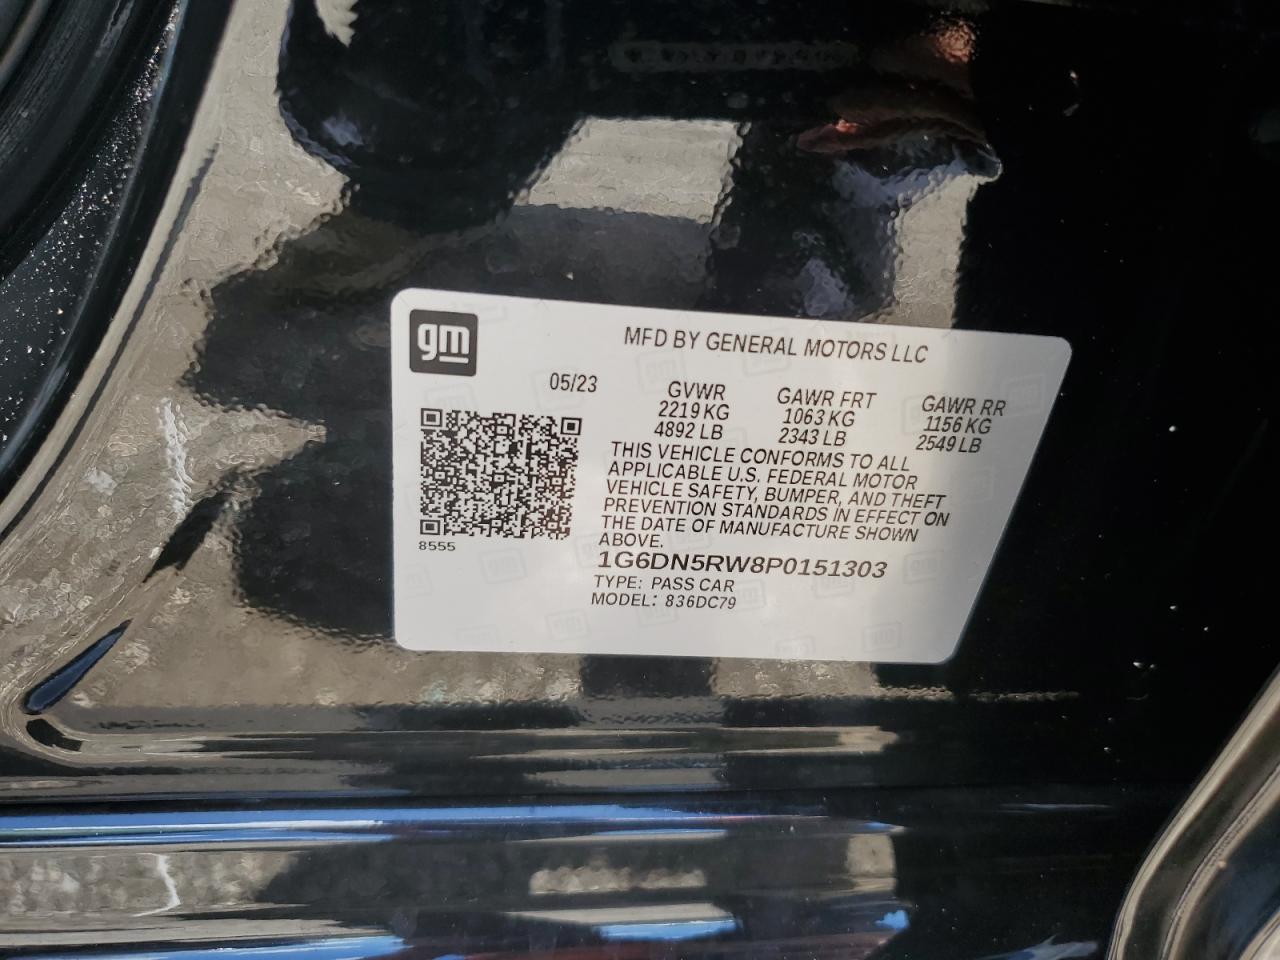 gm
MFD BY GENERAL MOTORS LLC
05/23
GVWR
2219 KG
4892 LB
GAWR FRT
1063 KG
2343 LB
GAWR RR
1156 KG
2549 LB
THIS VEHICLE CONFORMS TO ALL
APPLICABLE U.S. FEDERAL MOTOR
VEHICLE SAFETY, BUMPER, AND THEFT
PREVENTION STANDARDS IN EFFECT ON
THE DATE OF MANUFACTURE SHOWN
ABOVE.
8555
1G6DN5RW8P0151303
TYPE: PASS CAR
MODEL: 836DC79